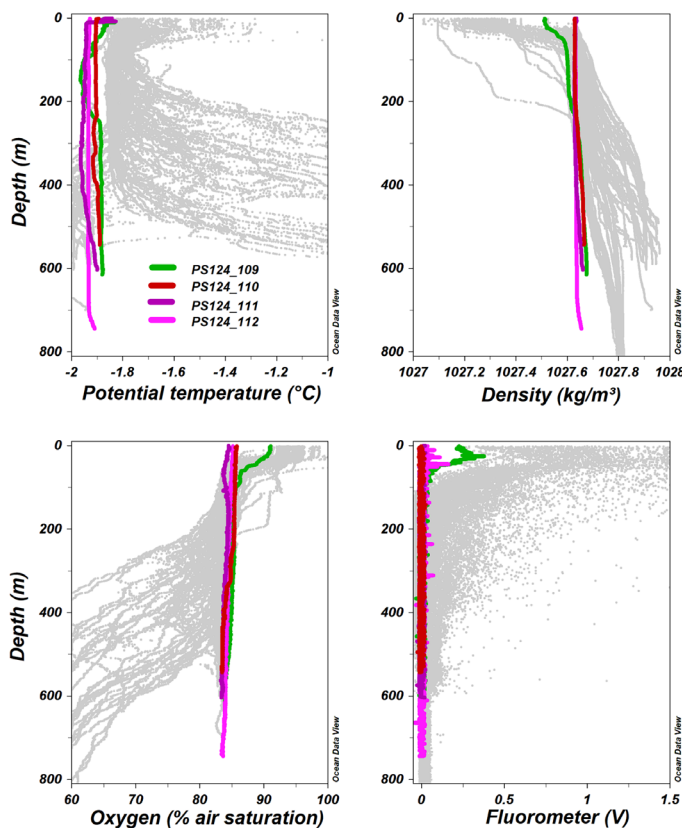 0
200
400
600
800
Depth (m)
PS124_109
PS124_110
PS124_111
PS124_112
-2 -1.8 -1.6 -1.4 -1.2 -1
Potential temperature (°C)
Ocean Data View
0
200
400
600
800
Depth (m)
1027 1027.2 1027.4 1027.6 1027.8 1028
Density (kg/m³)
Ocean Data View
0
200
400
600
800
Depth (m)
60 70 80 90 100
Oxygen (% air saturation)
Ocean Data View
0
200
400
600
800
Depth (m)
0 0.5 1 1.5
Fluorometer (V)
Ocean Data View